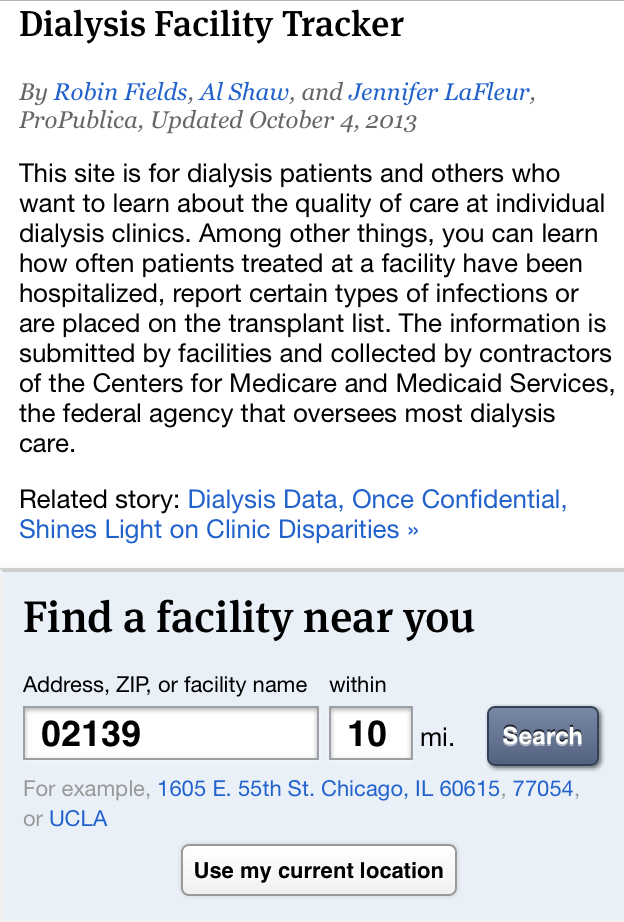 Dialysis Facility Tracker
By Robin Fields, Al Shaw, and Jennifer LaFleur,
ProPublica, Updated October 4, 2013
This site is for dialysis patients and others who
want to learn about the quality of care at individual
dialysis clinics. Among other things, you can learn
how often patients treated at a facility have been
hospitalized, report certain types of infections or
are placed on the transplant list. The information is
submitted by facilities and collected by contractors
of the Centers for Medicare and Medicaid Services,
the federal agency that oversees most dialysis
care.
Related story: Dialysis Data, Once Confidential,
Shines Light on Clinic Disparities »
Find a facility near you
Address, ZIP, or facility name within
02139 10 mi. Search
For example, 1605 E. 55th St. Chicago, IL 60615, 77054,
or UCLA
Use my current location